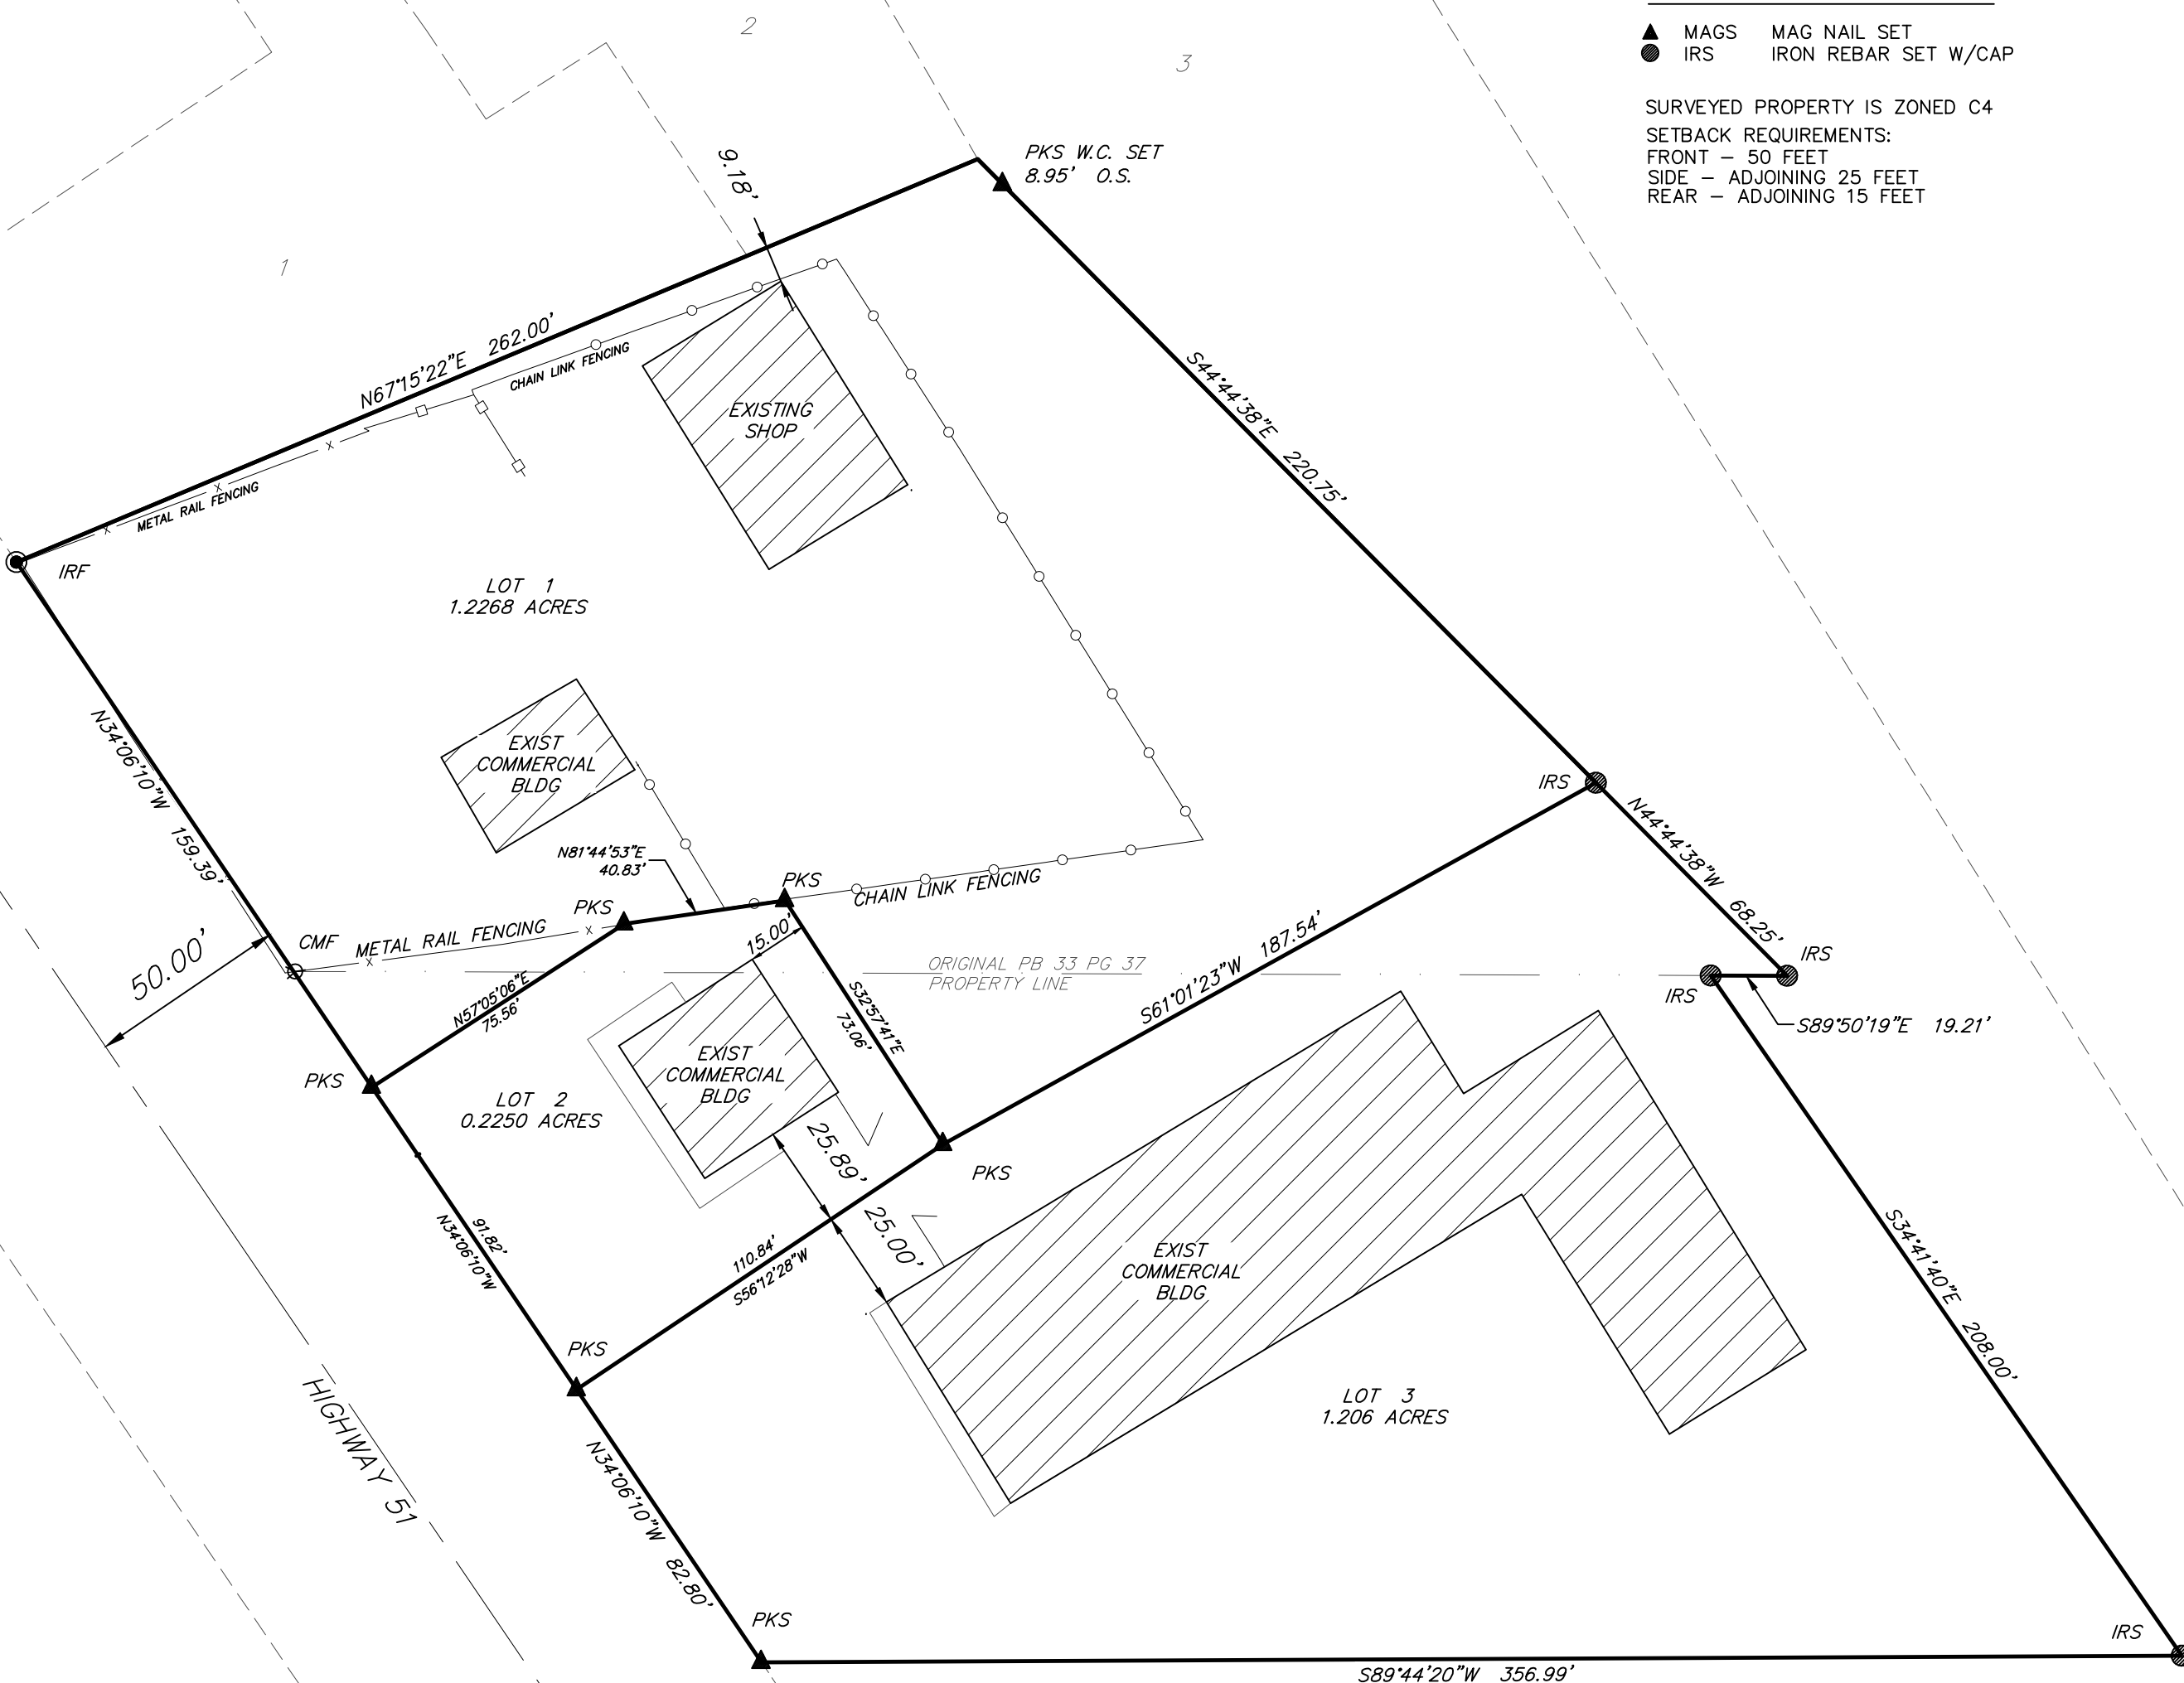 2
3
1
▲ MAGS MAG NAIL SET
IRS IRON REBAR SET W/CAP
SURVEYED PROPERTY IS ZONED C4
SETBACK REQUIREMENTS:
FRONT – 50 FEET
SIDE – ADJOINING 25 FEET
REAR – ADJOINING 15 FEET
PKS W.C. SET
8.95' O.S.
9.18'
N67°15'22"E 262.00'
CHAIN LINK FENCING
METAL RAIL FENCING
EXISTING
SHOP
S44°44'38"E 220.75'
IRF
LOT 1
1.2268 ACRES
N34°06'10"W 159.39'
EXIST
COMMERCIAL
BLDG
IRS
N44°44'38"W 68.25'
N81°44'53"E
40.83'
PKS
CHAIN LINK FENCING
PKS
METAL RAIL FENCING
CMF
50.00'
15.00'
ORIGINAL PB 33 PG 37
PROPERTY LINE
S61°01'23"W 187.54'
IRS
IRS
S89°50'19"E 19.21'
N57°05'06"E
75.56'
S32°57'41"E
73.06'
PKS
LOT 2
0.2250 ACRES
EXIST
COMMERCIAL
BLDG
25.89'
PKS
25.00'
91.82'
N34°06'10"W
110.84'
S56°12'28"W
EXIST
COMMERCIAL
BLDG
S34°41'40"E 208.00'
PKS
HIGHWAY 51
LOT 3
1.206 ACRES
N34°06'10"W 82.80'
PKS
IRS
S89°44'20"W 356.99'